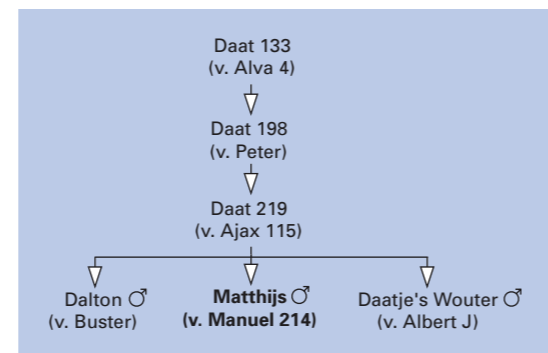 Daat 133
(v. Alva 4)
Daat 198
(v. Peter)
Daat 219
(v. Ajax 115)
Dalton ♂ Matthijs ♂ Daatje's Wouter ♂
(v. Buster) (v. Manuel 214) (v. Albert J)